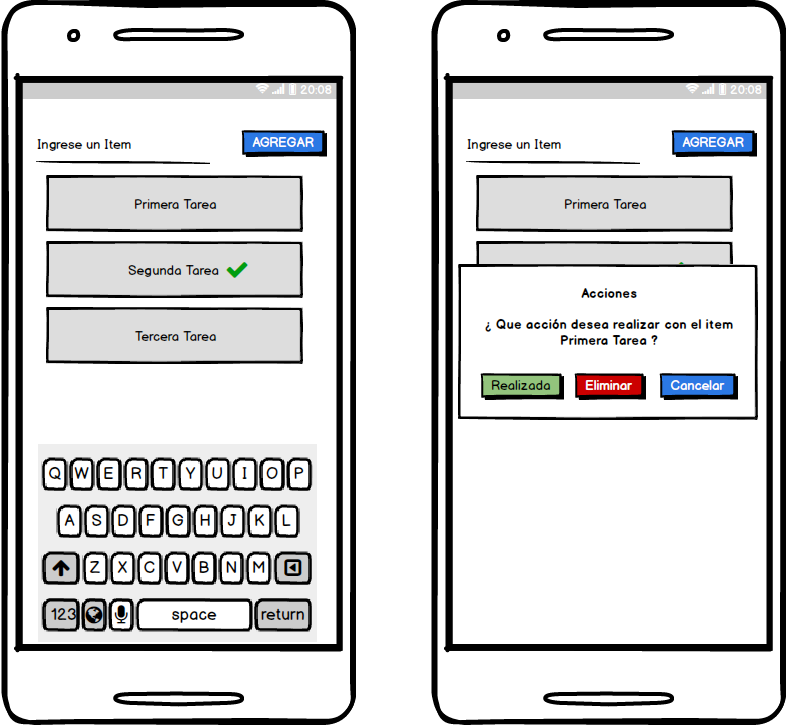 20:08
Ingrese un Item
AGREGAR
Primera Tarea
Segunda Tarea
Tercera Tarea
Q W E R T Y U I O P
A S D F G H J K L
Z X C V B N M
123 space return
20:08
Ingrese un Item
AGREGAR
Primera Tarea
Acciones
¿ Que acción desea realizar con el item
Primera Tarea ?
Realizada Eliminar Cancelar